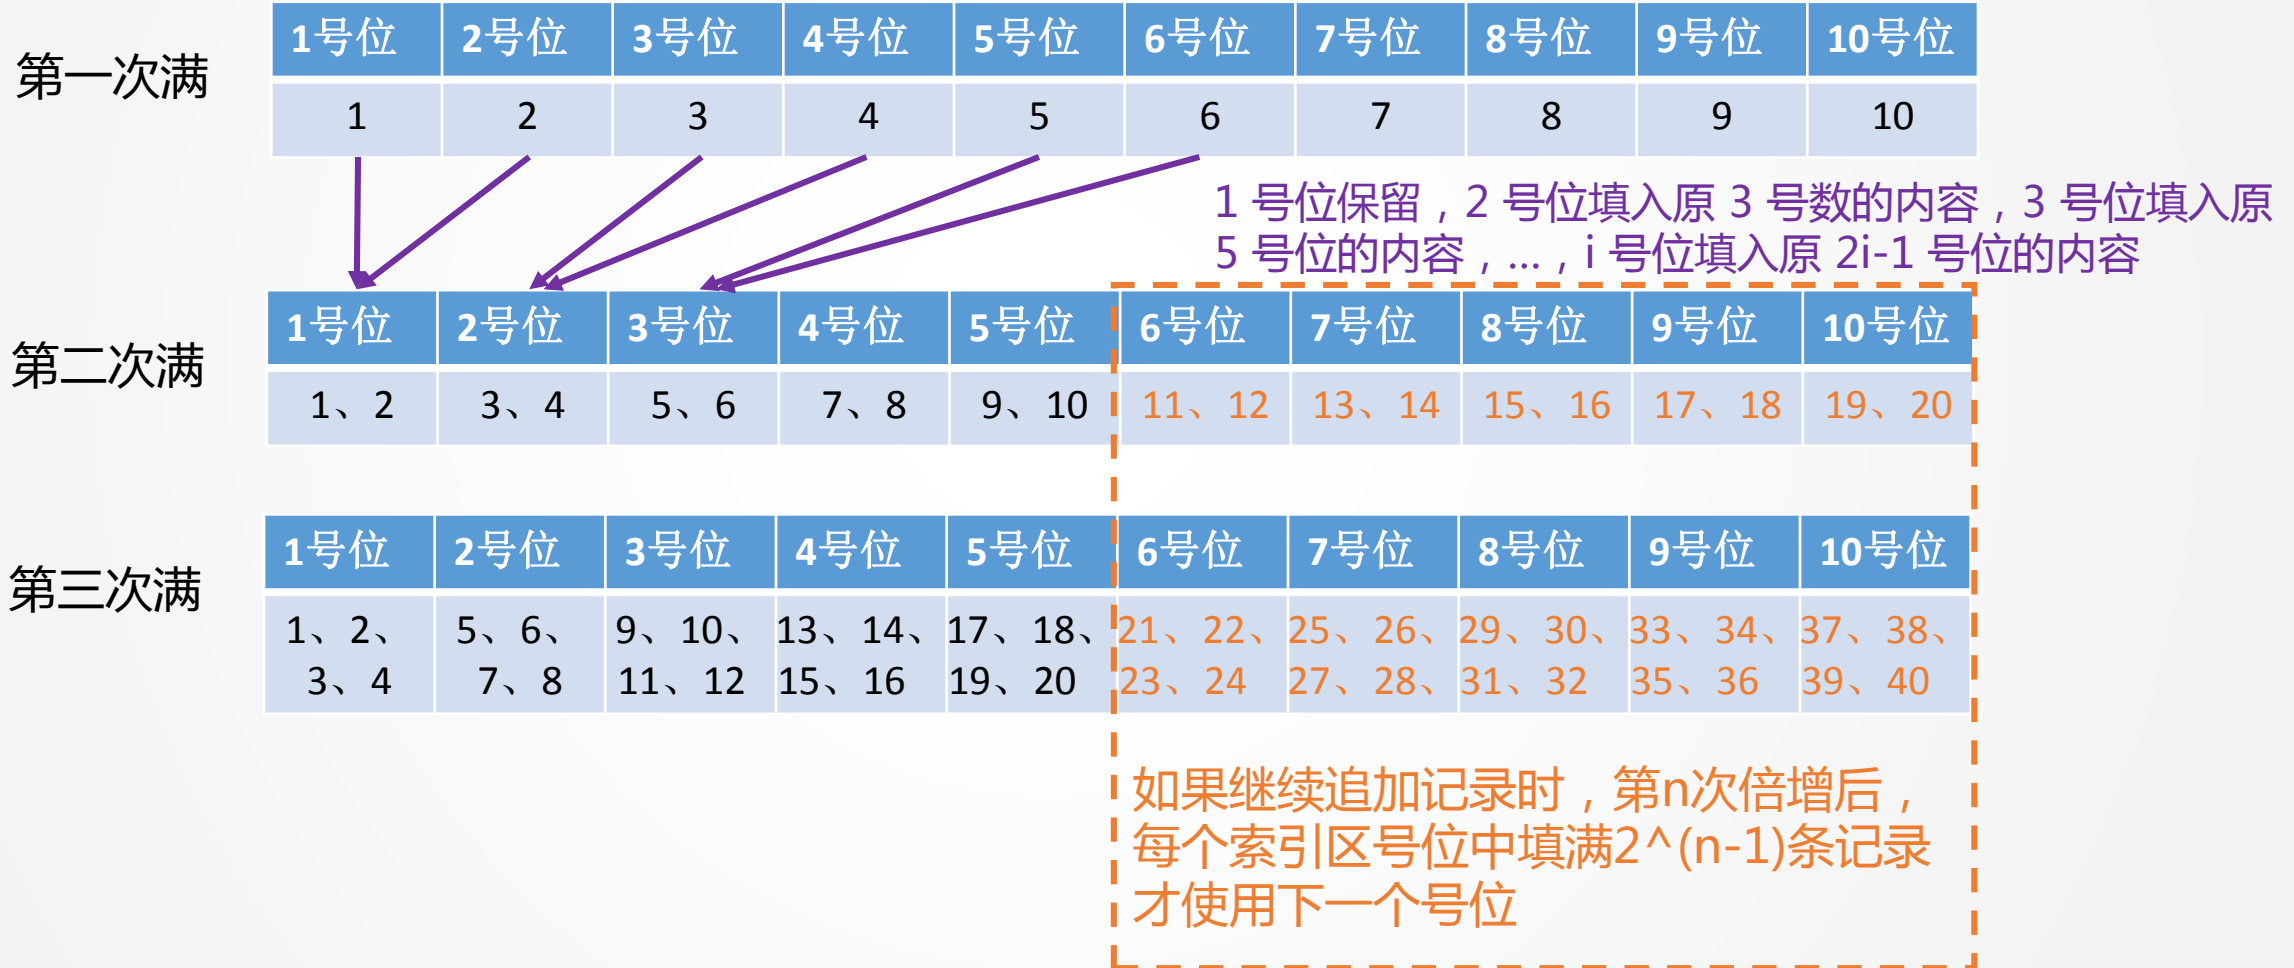 第一次满
1号位 2号位 3号位 4号位 5号位 6号位 7号位 8号位 9号位 10号位
1 2 3 4 5 6 7 8 9 10
1 号位保留，2 号位填入原 3 号数的内容，3 号位填入原
5 号位的内容，…，i 号位填入原 2i-1 号位的内容
第二次满
1号位 2号位 3号位 4号位 5号位 6号位 7号位 8号位 9号位 10号位
1、2 3、4 5、6 7、8 9、10 11、12 13、14 15、16 17、18 19、20
第三次满
1号位 2号位 3号位 4号位 5号位 6号位 7号位 8号位 9号位 10号位
1、2、 5、6、 9、10、 13、14、 17、18、 21、22、 25、26、 29、30、 33、34、 37、38、
3、4 7、8 11、12 15、16 19、20 23、24 27、28、 31、32 35、36 39、40
如果继续追加记录时，第n次倍增后，
每个索引区号位中填满2^(n-1)条记录
才使用下一个号位